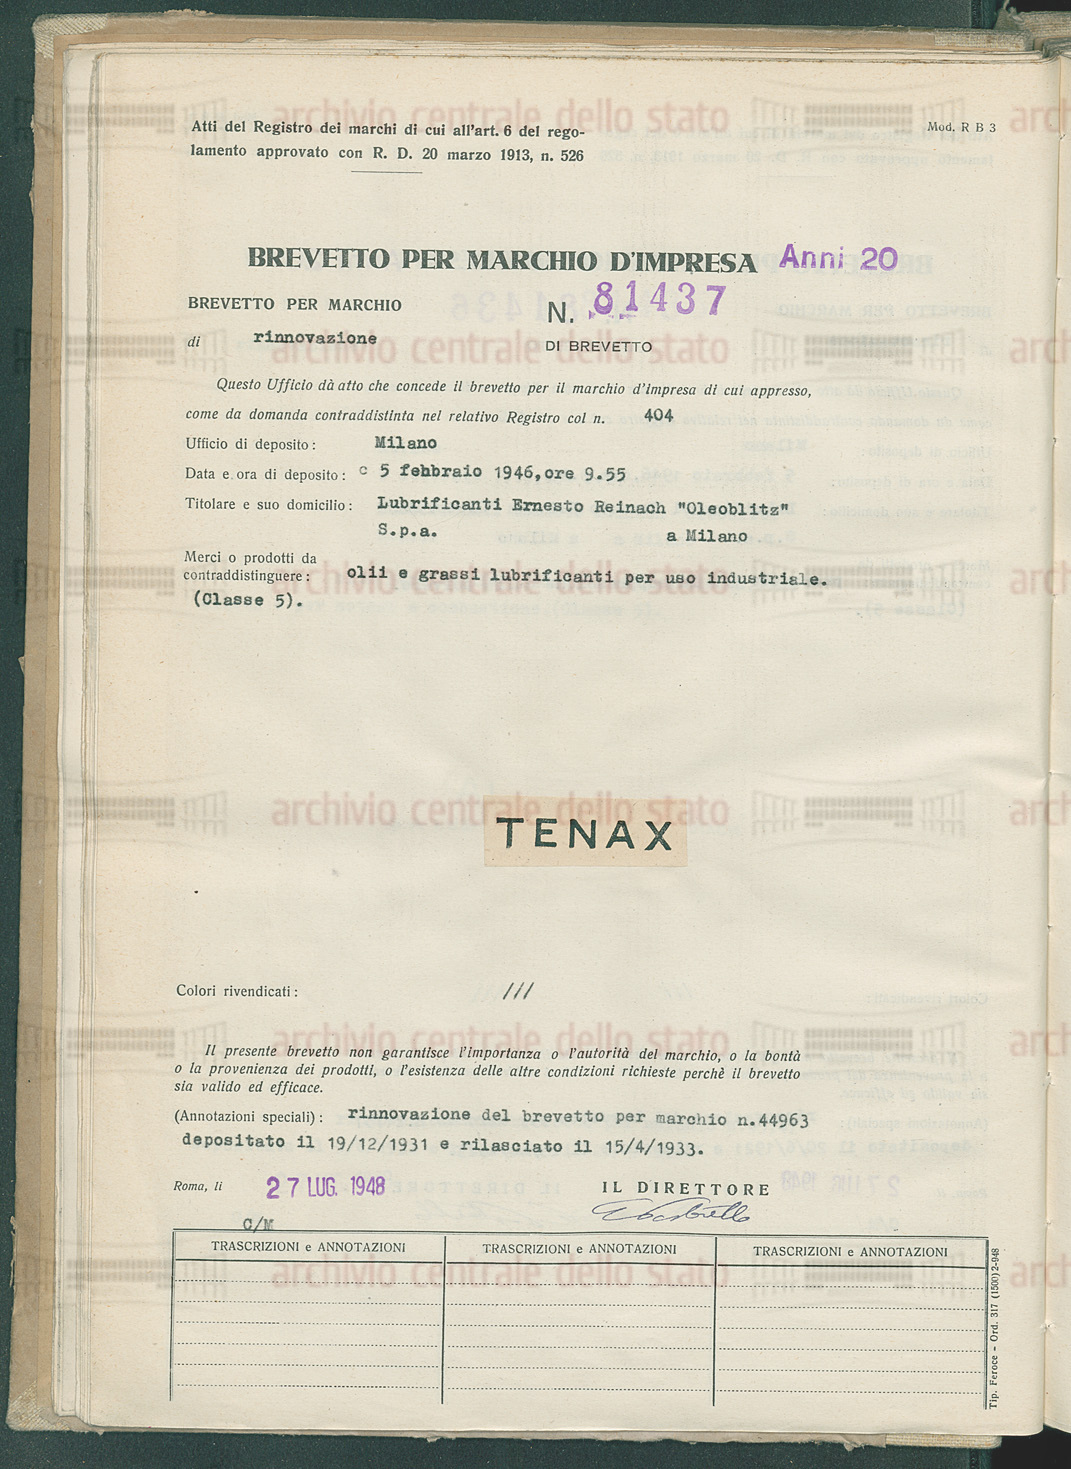 Atti del Registro dei marchi di cui all'art. 6 del rego-
lamento approvato con R. D. 20 marzo 1913, n. 526
Mod. R B 3
BREVETTO PER MARCHIO D'IMPRESA Anni 20
BREVETTO PER MARCHIO
N. 81437
di rinnovazione
DI BREVETTO
Questo Ufficio dà atto che concede il brevetto per il marchio d'impresa di cui appresso,
come da domanda contraddistinta nel relativo Registro col n. 404
Ufficio di deposito: Milano
Data e ora di deposito: c 5 febbraio 1946, ore 9.55
Titolare e suo domicilio: Lubrificanti Ernesto Reinach "Oleoblitz"
S.p.a. a Milano
Merci o prodotti da
contraddistinguere: olii e grassi lubrificanti per uso industriale.
(Classe 5).
TENAX
Colori rivendicati: ///
Il presente brevetto non garantisce l'importanza o l'autorità del marchio, o la bontà
o la provenienza dei prodotti, o l'esistenza delle altre condizioni richieste perchè il brevetto
sia valido ed efficace.
(Annotazioni speciali): rinnovazione del brevetto per marchio n.44963
depositato il 19/12/1931 e rilasciato il 15/4/1933.
Roma, li 27 LUG. 1948
IL DIRETTORE
C/M
TRASCRIZIONI e ANNOTAZIONI TRASCRIZIONI e ANNOTAZIONI TRASCRIZIONI e ANNOTAZIONI
Tip. Feroce - Ord. 317 (1500) 2-948
archivio centrale dello stato